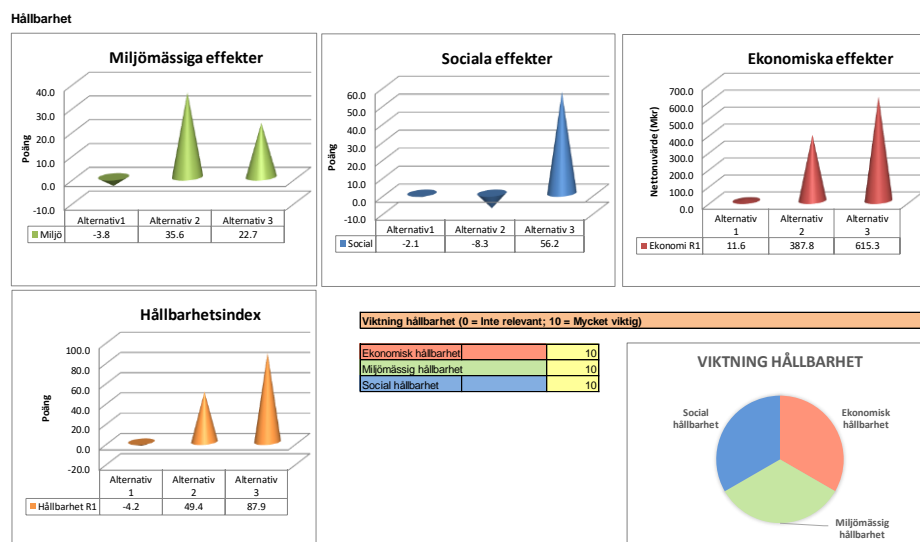 Hållbarhet
Miljömässiga effekter
Poäng
40.0
30.0
20.0
10.0
0.0
-10.0
Alternativ1 Alternativ 2 Alternativ 3
Miljö -3.8 35.6 22.7
Sociala effekter
Poäng
60.0
50.0
40.0
30.0
20.0
10.0
0.0
-10.0
Alternativ1 Alternativ 2 Alternativ 3
Social -2.1 -8.3 56.2
Ekonomiska effekter
Nettonuvärde (Mkr)
700.0
600.0
500.0
400.0
300.0
200.0
100.0
0.0
Alternativ Alternativ Alternativ
1 2 3
Ekonomi R1 11.6 387.8 615.3
Hållbarhetsindex
Poäng
100.0
80.0
60.0
40.0
20.0
0.0
-20.0
Alternativ Alternativ Alternativ
1 2 3
Hållbarhet R1 -4.2 49.4 87.9
Viktning hållbarhet (0 = Inte relevant; 10 = Mycket viktig)
Ekonomisk hållbarhet 10
Miljömässig hållbarhet 10
Social hållbarhet 10
VIKTNING HÅLLBARHET
Social
hållbarhet
Ekonomisk
hållbarhet
Miljömässig
hållbarhet